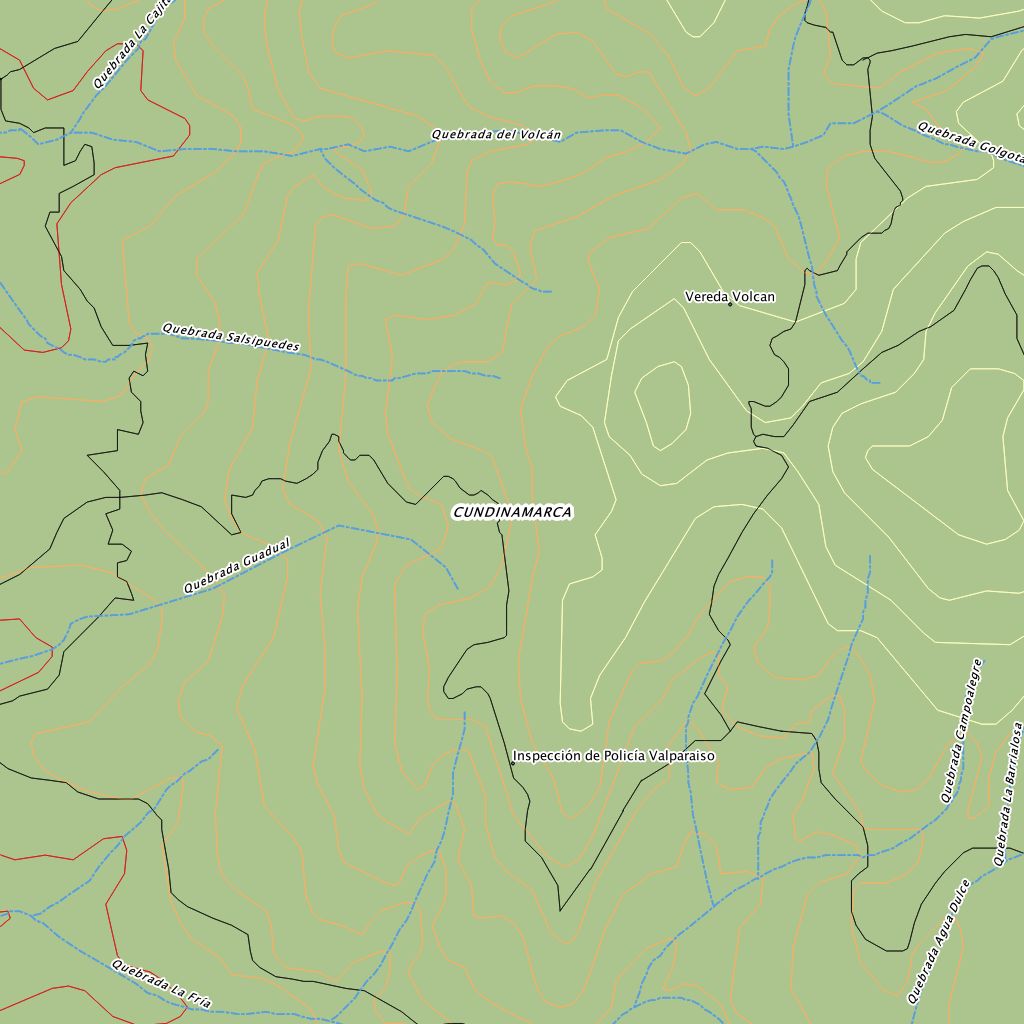 Quebrada La Cajita
Quebrada del Volcán
Quebrada Golgota
Vereda Volcan
Quebrada Salsipuedes
CUNDINAMARCA
Quebrada Guadual
Quebrada Campoalegre
Quebrada La Barrialosa
Inspección de Policía Valparaiso
Quebrada Agua Dulce
Quebrada La Fría